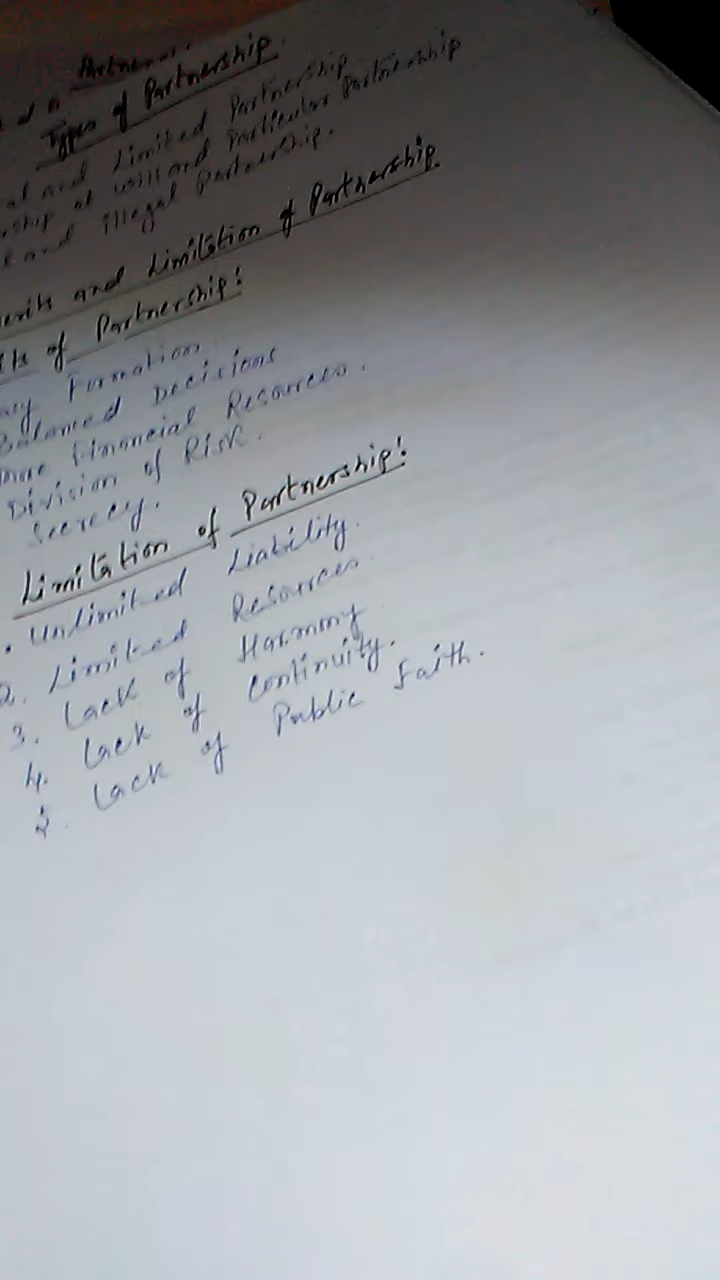 Types of Partnership.
and Limited Partnership
at will and Particular Partnership
and illegal Partnership.
and Limitation of Partnership
of Partnership:
Formation.
Balanced Decisions
Financial Resources.
Division of Risk.
Secrecy.
Limitation of Partnership:
Unlimited Liability.
2. Limited Resources.
3. Lack of Harmony
4. Lack of Continuity.
Lack of Public Faith.